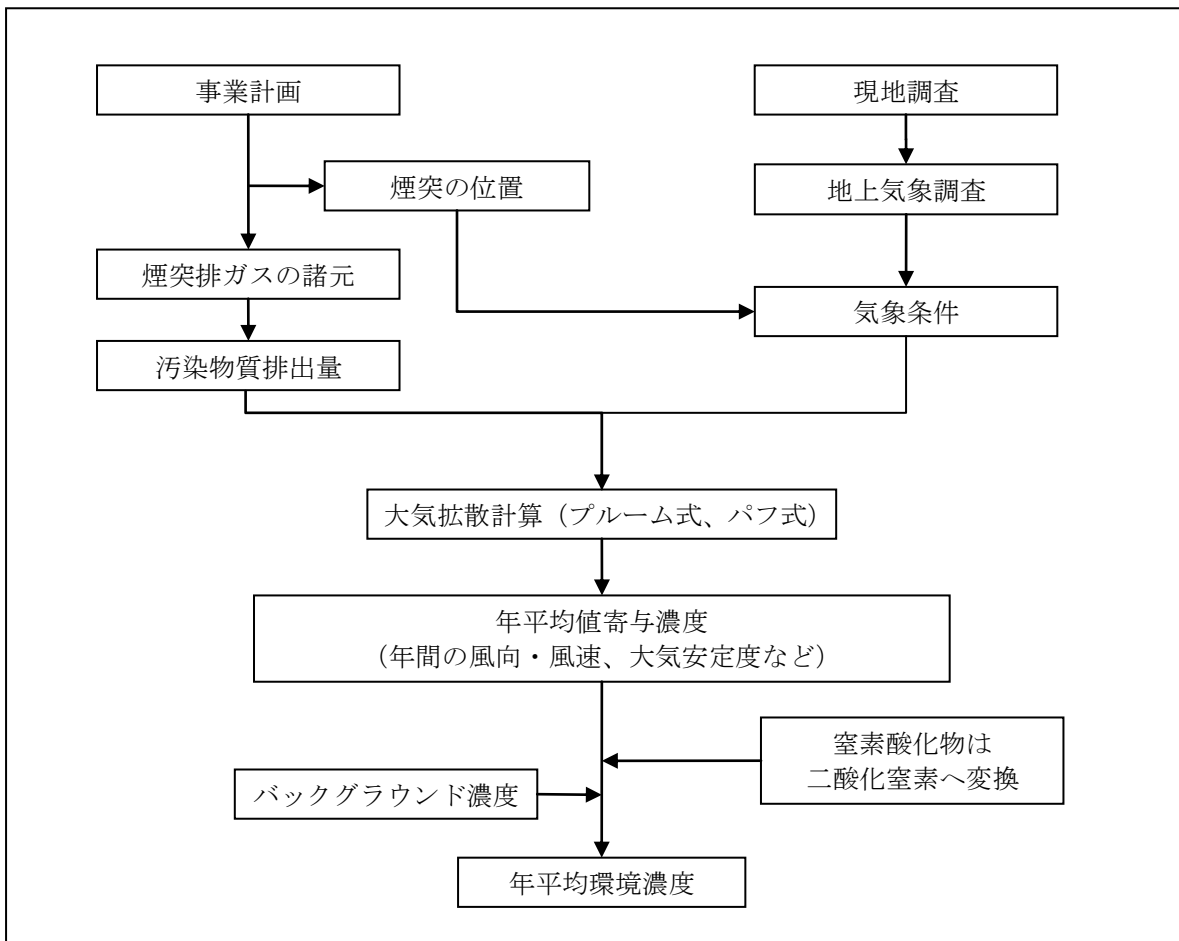 事業計画
現地調査
煙突の位置
地上気象調査
煙突排ガスの諸元
気象条件
汚染物質排出量
大気拡散計算（プルーム式、パフ式）
年平均値寄与濃度
（年間の風向・風速、大気安定度など）
窒素酸化物は
二酸化窒素へ変換
バックグラウンド濃度
年平均環境濃度